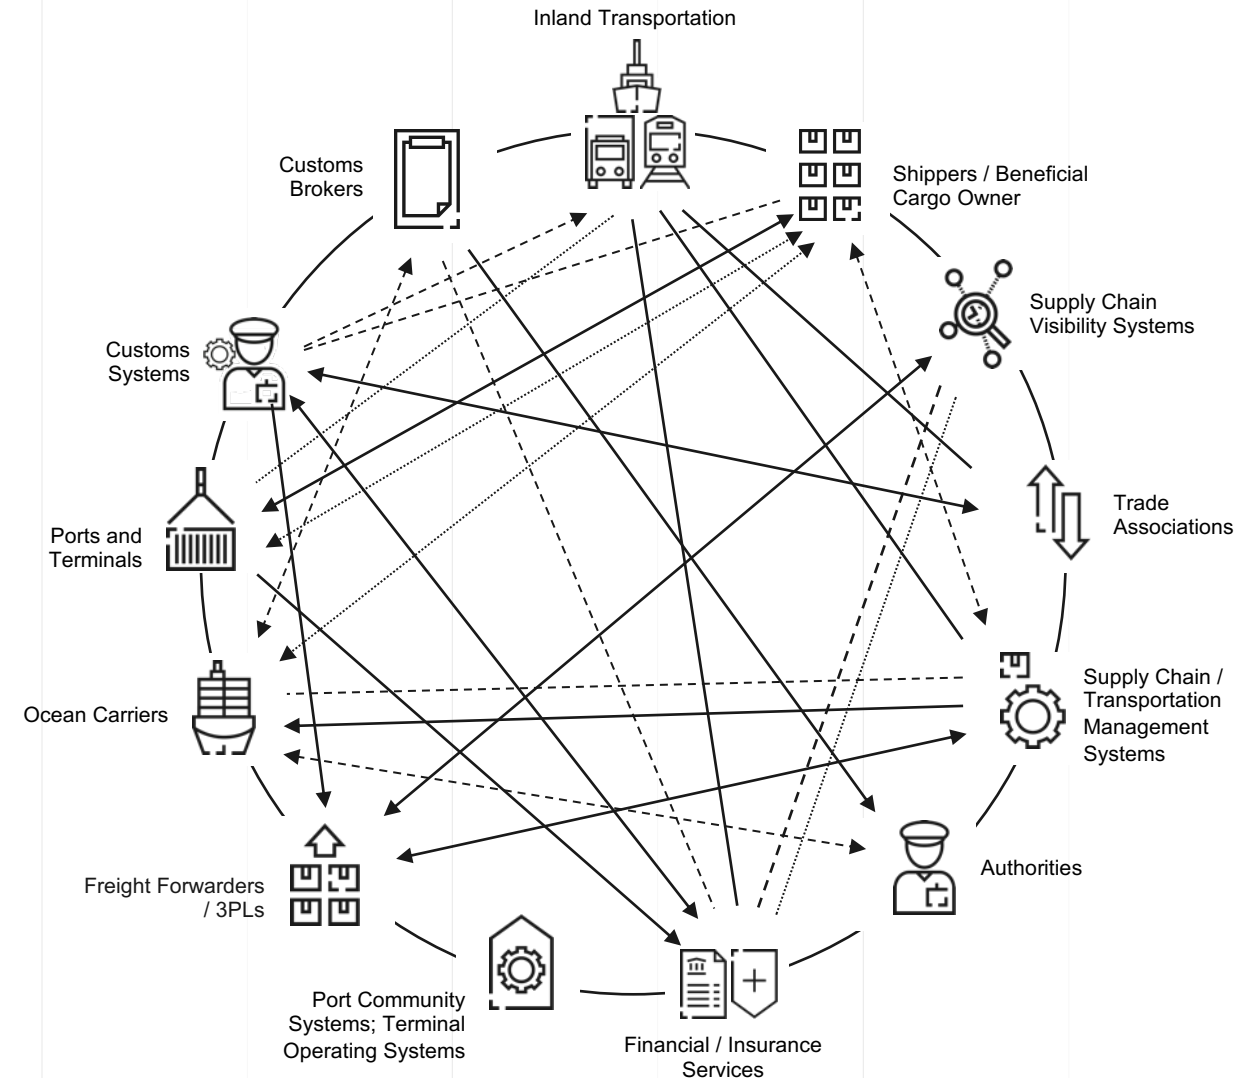 Inland Transportation
Customs
Brokers
Shippers / Beneficial
Cargo Owner
Supply Chain
Visibility Systems
Customs
Systems
Trade
Associations
Ports and
Terminals
Supply Chain /
Transportation
Management
Systems
Ocean Carriers
Authorities
Freight Forwarders
/ 3PLs
Port Community
Systems; Terminal
Operating Systems
Financial / Insurance
Services